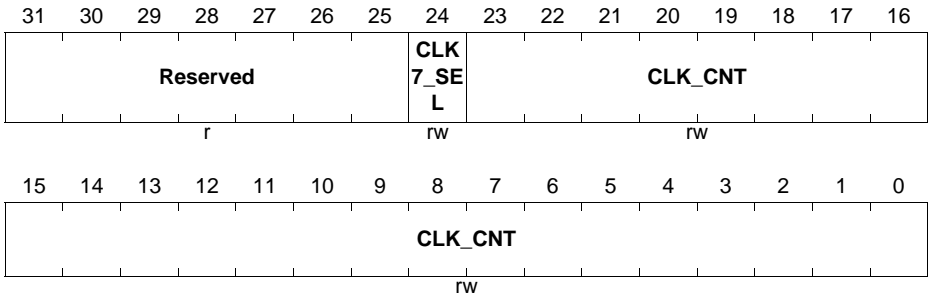 31 30 29 28 27 26 25 24 23 22 21 20 19 18 17 16
CLK
Reserved 7_SE CLK_CNT
L
r rw rw
15 14 13 12 11 10 9 8 7 6 5 4 3 2 1 0
CLK_CNT
rw